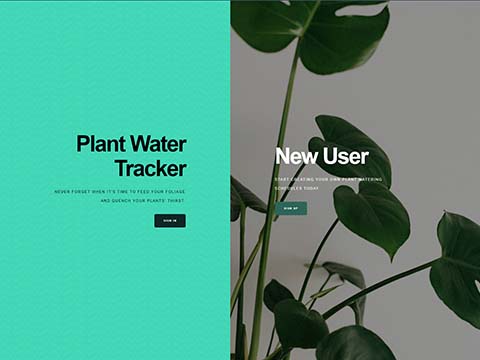 Plant Water
Tracker
NEVER FORGET WHEN IT'S TIME TO FEED YOUR FOLIAGE
AND QUENCH YOUR PLANTS' THIRST.
SIGN IN
New User
START CREATING YOUR OWN PLANT WATERING
SCHEDULES TODAY
SIGN UP